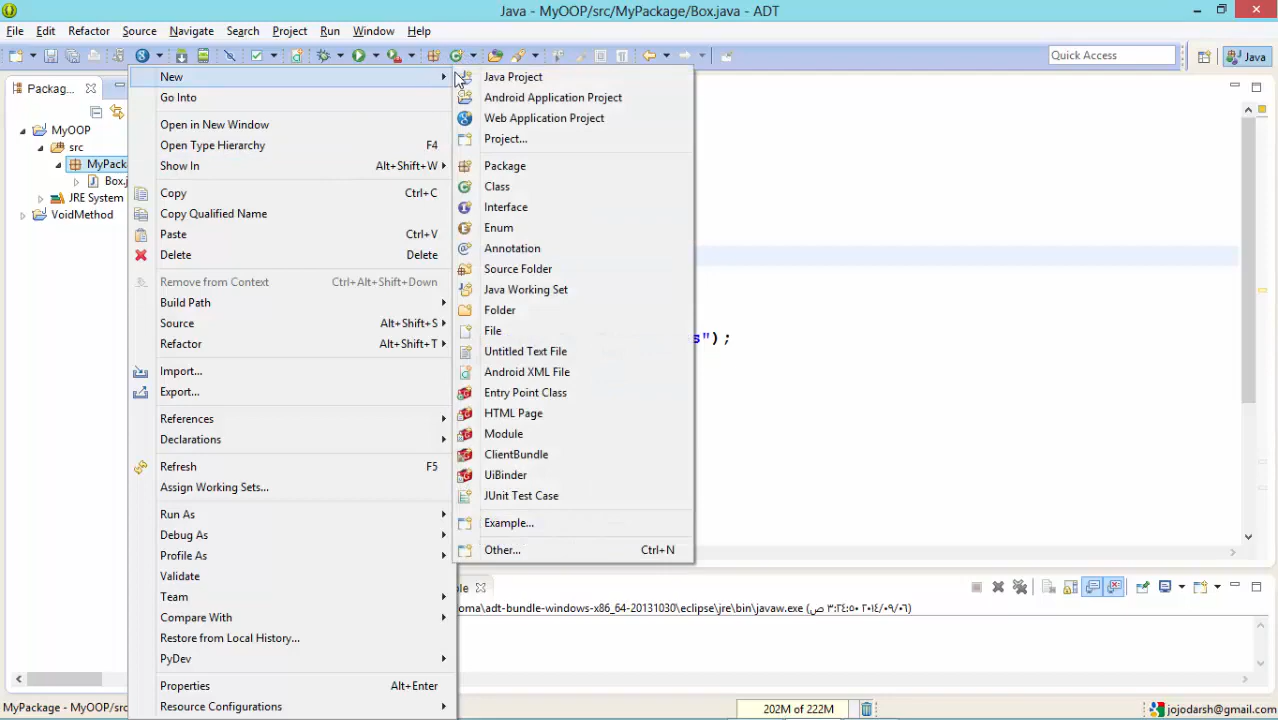 Java - MyOOP/src/MyPackage/Box.java - ADT
File Edit Refactor Source Navigate Search Project Run Window Help
Quick Access Java
Packag...
MyOOP
src
MyPack
Box.j
JRE System
VoidMethod
New
Go Into
Open in New Window
Open Type Hierarchy F4
Show In Alt+Shift+W
Copy Ctrl+C
Copy Qualified Name
Paste Ctrl+V
Delete Delete
Remove from Context Ctrl+Alt+Shift+Down
Build Path
Source Alt+Shift+S
Refactor Alt+Shift+T
Import...
Export...
References
Declarations
Refresh F5
Assign Working Sets...
Run As
Debug As
Profile As
Validate
Team
Compare With
Restore from Local History...
PyDev
Properties Alt+Enter
Resource Configurations
Java Project
Android Application Project
Web Application Project
Project...
Package
Class
Interface
Enum
Annotation
Source Folder
Java Working Set
Folder
File
Untitled Text File
Android XML File
Entry Point Class
HTML Page
Module
ClientBundle
UiBinder
JUnit Test Case
Example...
Other... Ctrl+N
s");
le
oma\adt-bundle-windows-x86_64-20131030\eclipse\jre\bin\javaw.exe (٢٠١٤/٠٩/٠٦ ٣:٢٤:٥٠ ص)
MyPackage - MyOOP/src
202M of 222M
jojodarsh@gmail.com